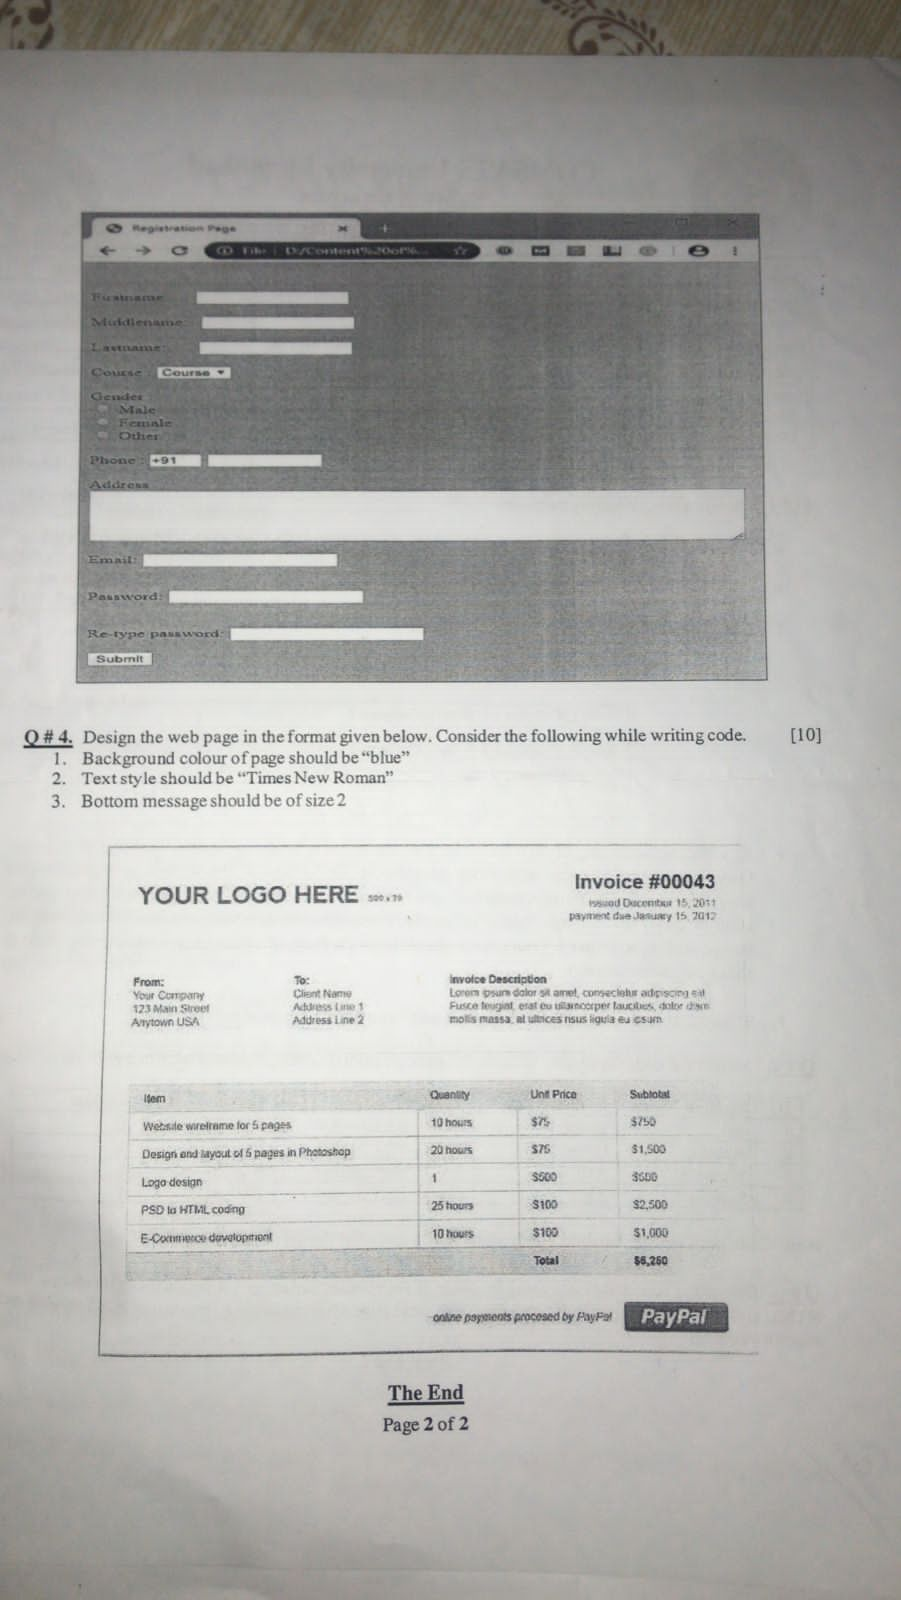 Registration Page
File D:/Content%20of%...
Firstname
Middlename:
Lastname:
Course : Course
Gender
Male
Female
Other
Phone : +91
Address
Email:
Password:
Re-type password:
Submit
Q # 4. Design the web page in the format given below. Consider the following while writing code. [10]
1. Background colour of page should be “blue”
2. Text style should be “Times New Roman”
3. Bottom message should be of size 2
YOUR LOGO HERE
Invoice #00043
issued December 15, 2011
payment due January 15, 2012
From:
Your Company
123 Main Street
Anytown USA
To:
Client Name
Address Line 1
Address Line 2
Invoice Description
Lorem ipsum dolor sit amet, consectetur adipiscing elit
Fusce feugiat, erat eu ullamcorper faucibus, dolor diam
mollis massa, at ultrices risus ligula eu ipsum
Item Quantity Unit Price Subtotal
Website wireframe for 5 pages 10 hours $75 $750
Design and layout of 5 pages in Photoshop 20 hours $75 $1,500
Logo design 1 $500 $500
PSD to HTML coding 25 hours $100 $2,500
E-Commerce development 10 hours $100 $1,000
Total $6,250
online payments procesed by PayPal PayPal
The End
Page 2 of 2